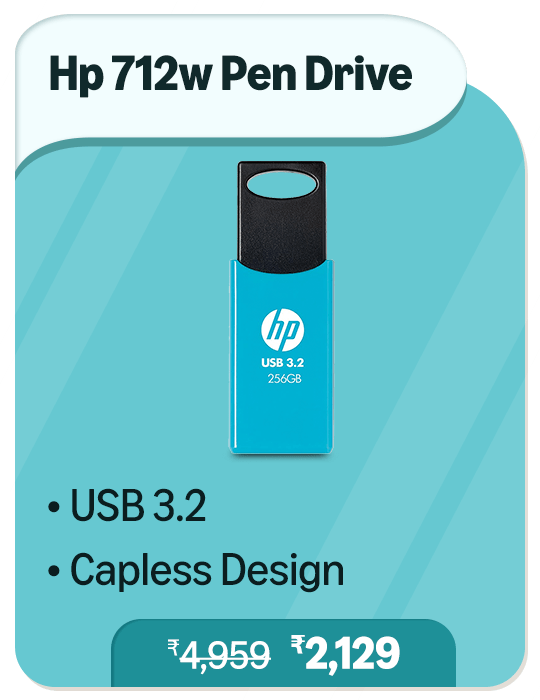 Hp 712w Pen Drive
hp
USB 3.2
256GB
• USB 3.2
• Capless Design
₹4,959 ₹2,129